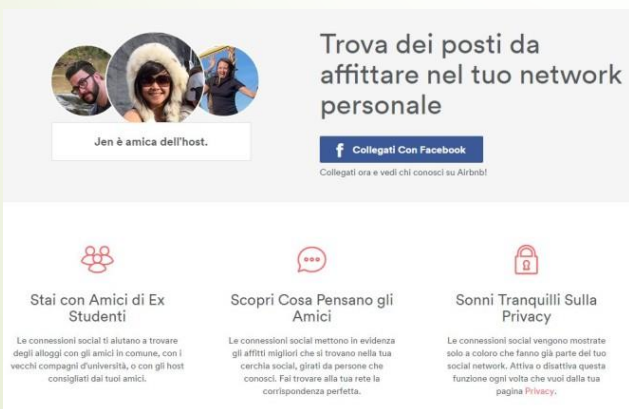 Trova dei posti da
affittare nel tuo network
personale
Jen è amica dell'host.
f Collegati Con Facebook
Collegati ora e vedi chi conosci su Airbnb!
Stai con Amici di Ex
Studenti
Le connessioni social ti aiutano a trovare
degli alloggi con gli amici in comune, con i
vecchi compagni d'università, o con gli host
consigliati dai tuoi amici.
Scopri Cosa Pensano gli
Amici
Le connessioni social mettono in evidenza
gli affitti migliori che si trovano nella tua
cerchia social, girati da persone che
conosci. Fai trovare alla tua rete la
corrispondenza perfetta.
Sonni Tranquilli Sulla
Privacy
Le connessioni social vengono mostrate
solo a coloro che fanno già parte del tuo
social network. Attiva o disattiva questa
funzione ogni volta che vuoi dalla tua
pagina Privacy.